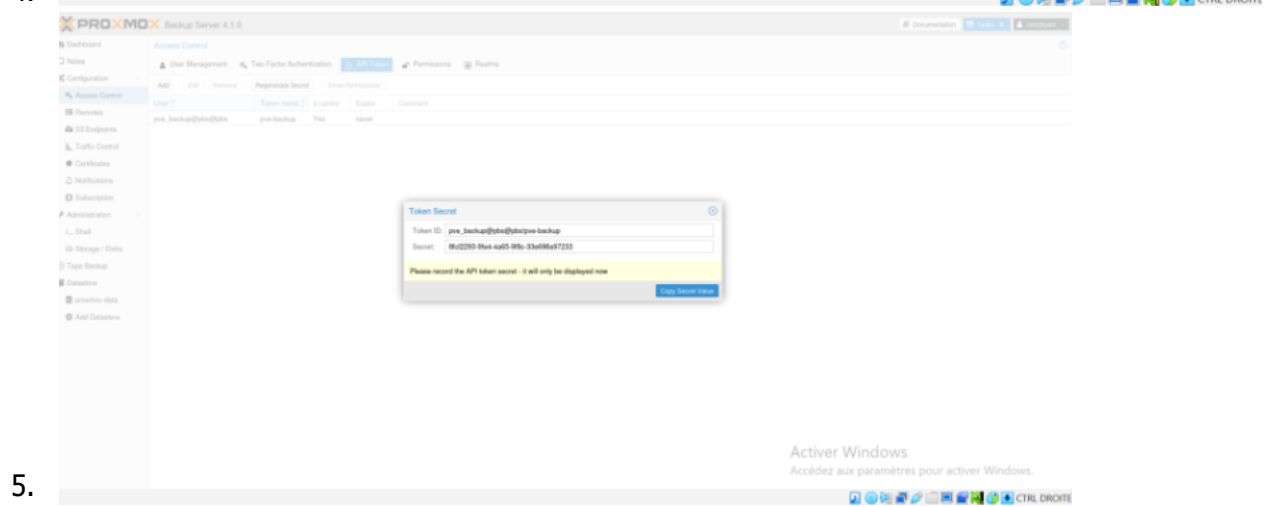 CTRL DROITE
PROXMOX Backup Server 4.1.0
Documentation
Dashboard
Access Control
Notes
User Management
Two Factor Authentication
API Token
Permissions
Realms
Configuration
Add
Edit
Remove
Regenerate Secret
Show Permissions
Access Control
User
Token name
Enabled
Expire
Comment
Remotes
pve_backup@pbs@pbs
pve-backup
Yes
never
S3 Endpoints
Traffic Control
Certificates
Notifications
Subscription
Administration
Shell
Storage / Disks
Tape Backup
Datastore
proxmox-data
Add Datastore
Token Secret
Token ID: pve_backup@pbs@pbs!pve-backup
Secret:
Please record the API token secret - it will only be displayed now
Copy Secret Value
Activer Windows
Accédez aux paramètres pour activer Windows.
5.
CTRL DROITE